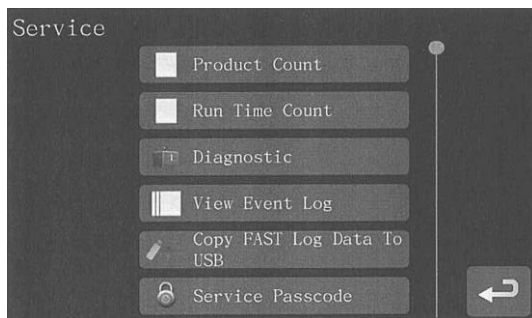 Service
Product Count
Run Time Count
Diagnostic
View Event Log
Copy FAST Log Data To
USB
Service Passcode